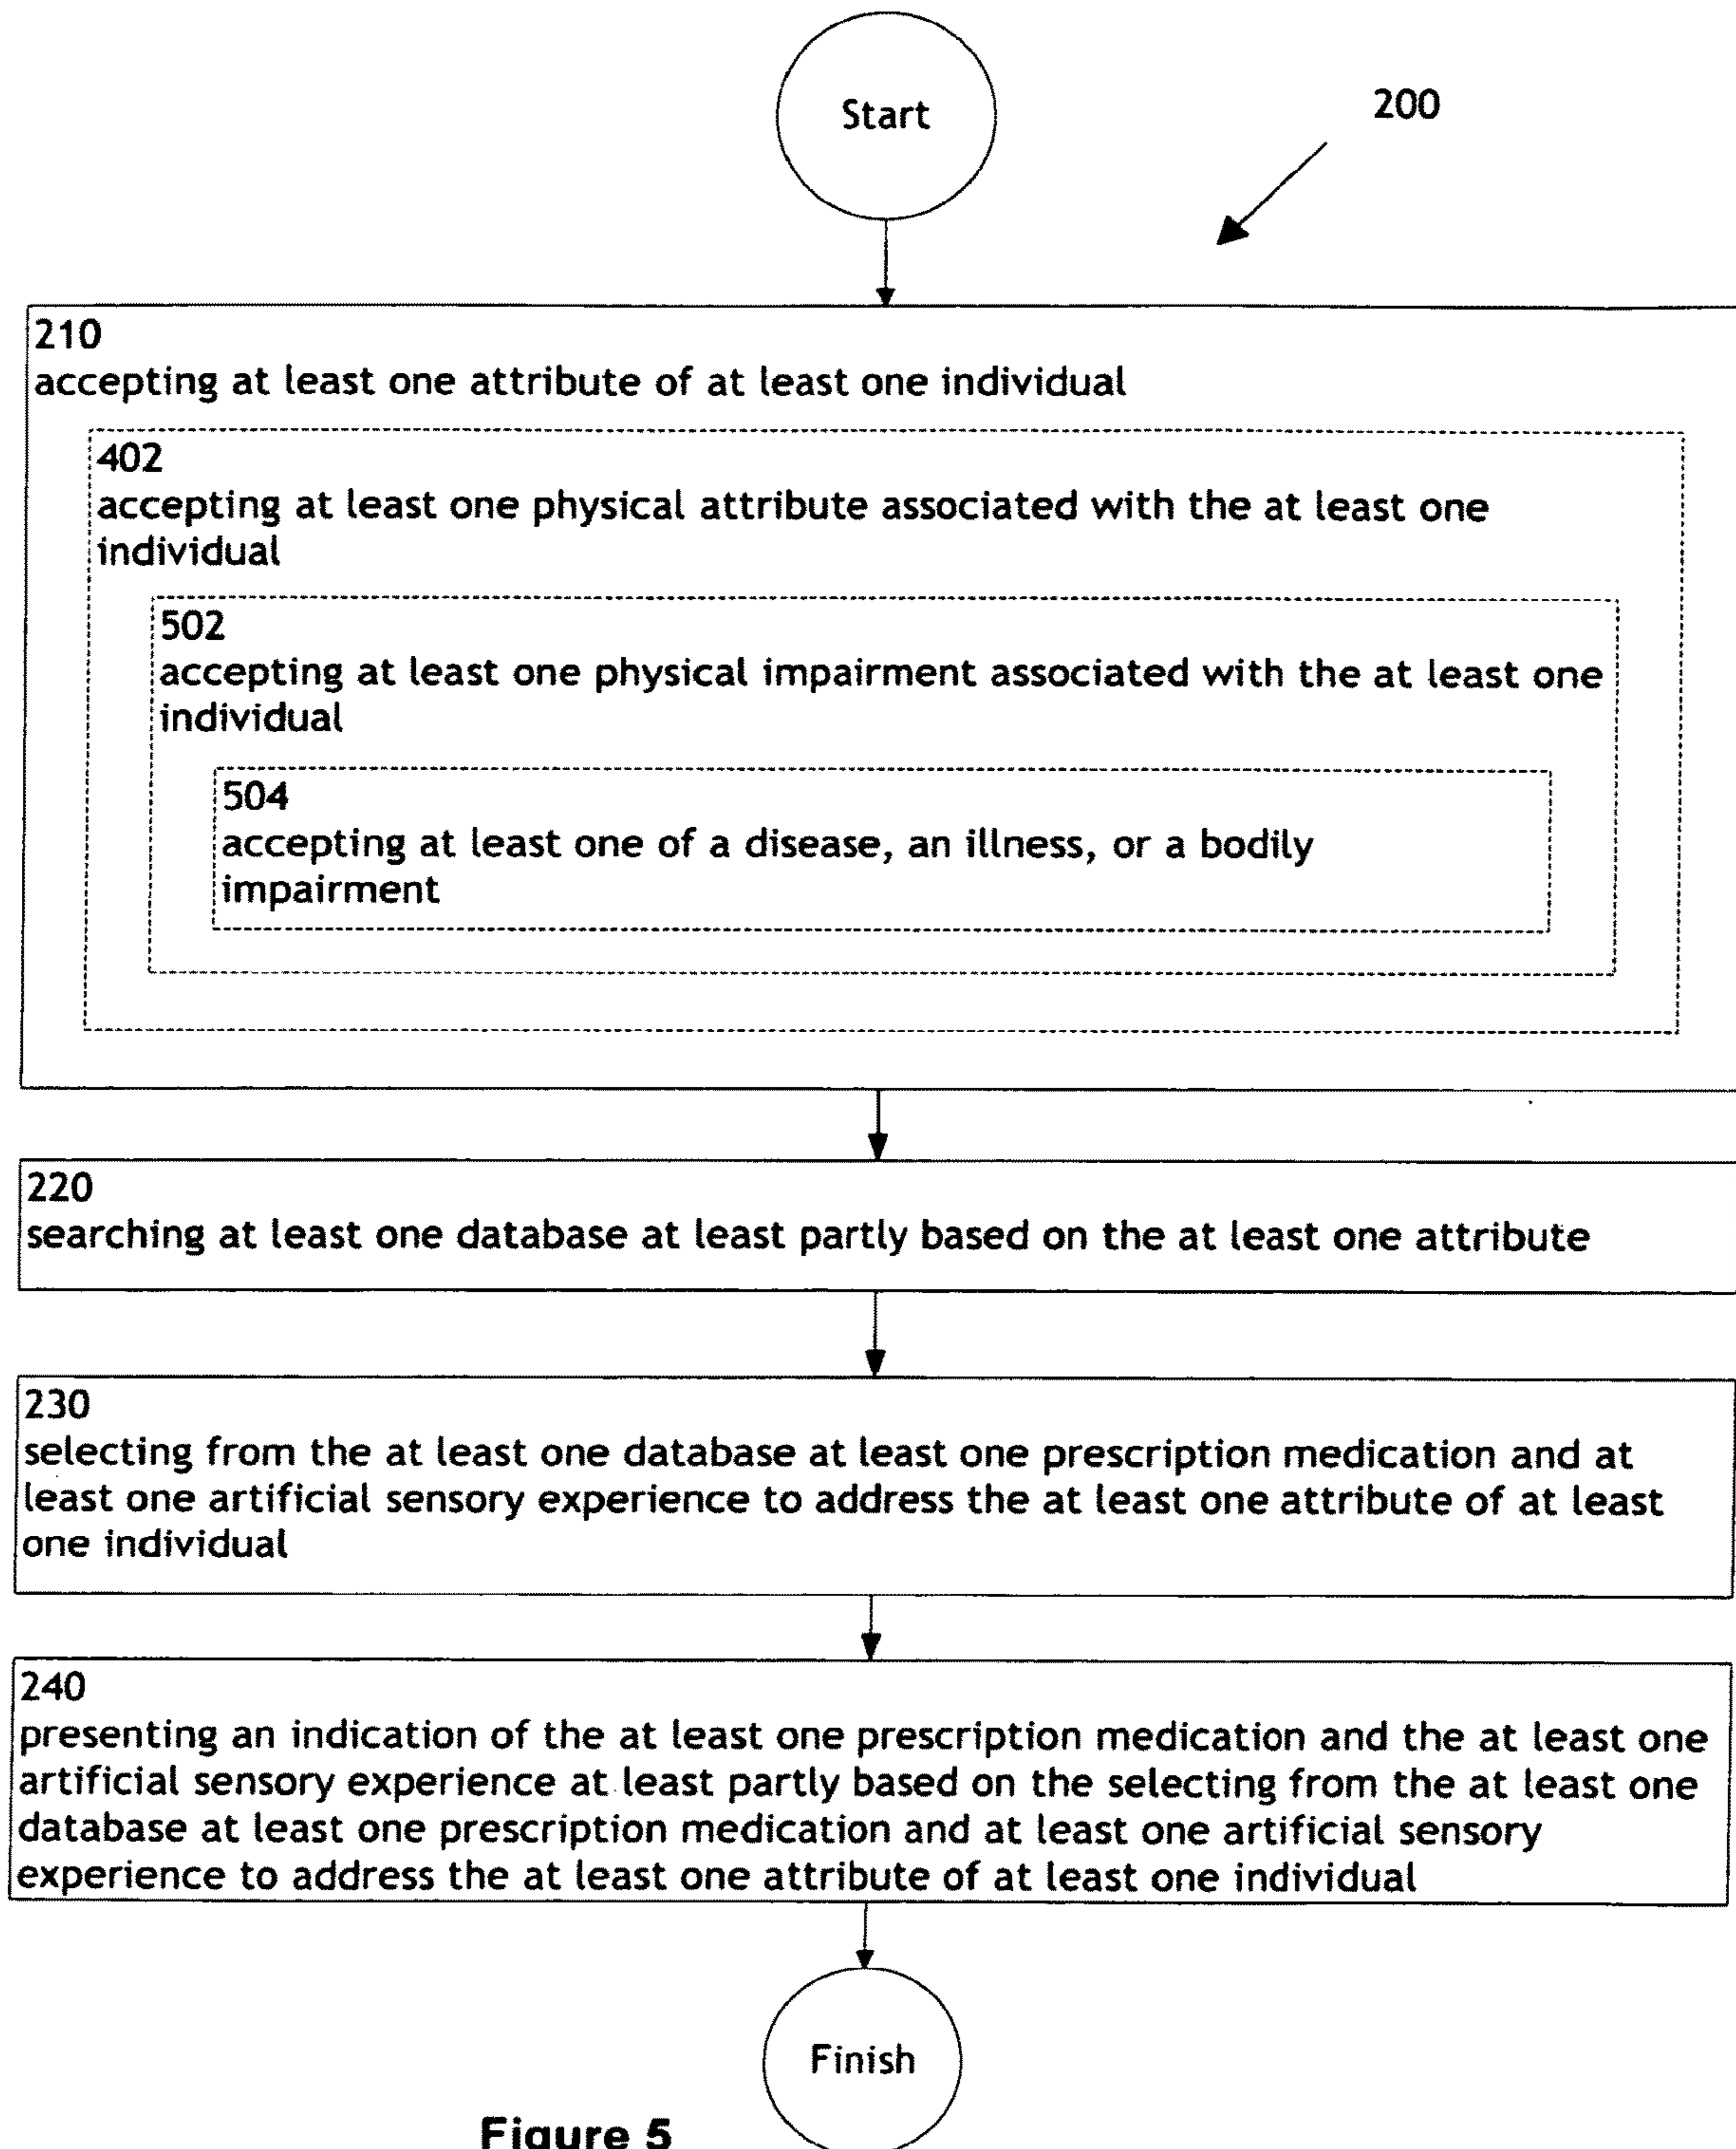 Start
200
210
accepting at least one attribute of at least one individual
402
accepting at least one physical attribute associated with the at least one
individual
502
accepting at least one physical impairment associated with the at least one
individual
504
accepting at least one of a disease, an illness, or a bodily
impairment
220
searching at least one database at least partly based on the at least one attribute
230
selecting from the at least one database at least one prescription medication and at
least one artificial sensory experience to address the at least one attribute of at least
one individual
240
presenting an indication of the at least one prescription medication and the at least one
artificial sensory experience at least partly based on the selecting from the at least one
database at least one prescription medication and at least one artificial sensory
experience to address the at least one attribute of at least one individual
Finish
Figure 5